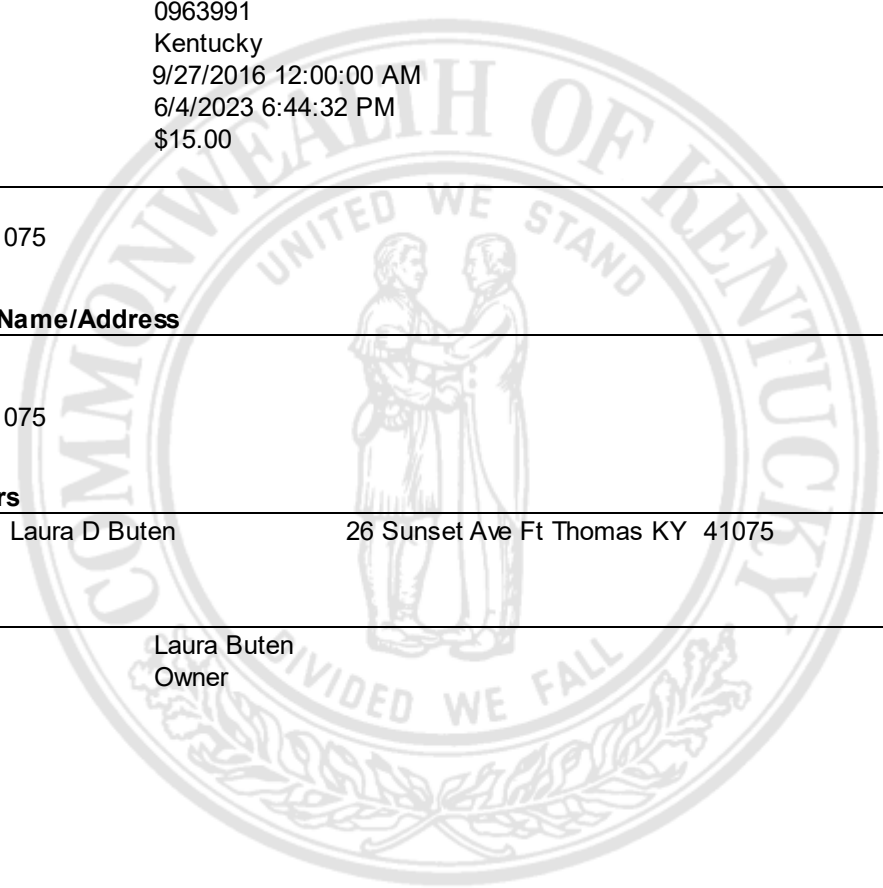 0963991
Kentucky
9/27/2016 12:00:00 AM
6/4/2023 6:44:32 PM
$15.00
075
Name/Address
075
rs
Laura D Buten 26 Sunset Ave Ft Thomas KY 41075
Laura Buten
Owner
COMMONWEALTH OF KENTUCKY
UNITED WE STAND
DIVIDED WE FALL